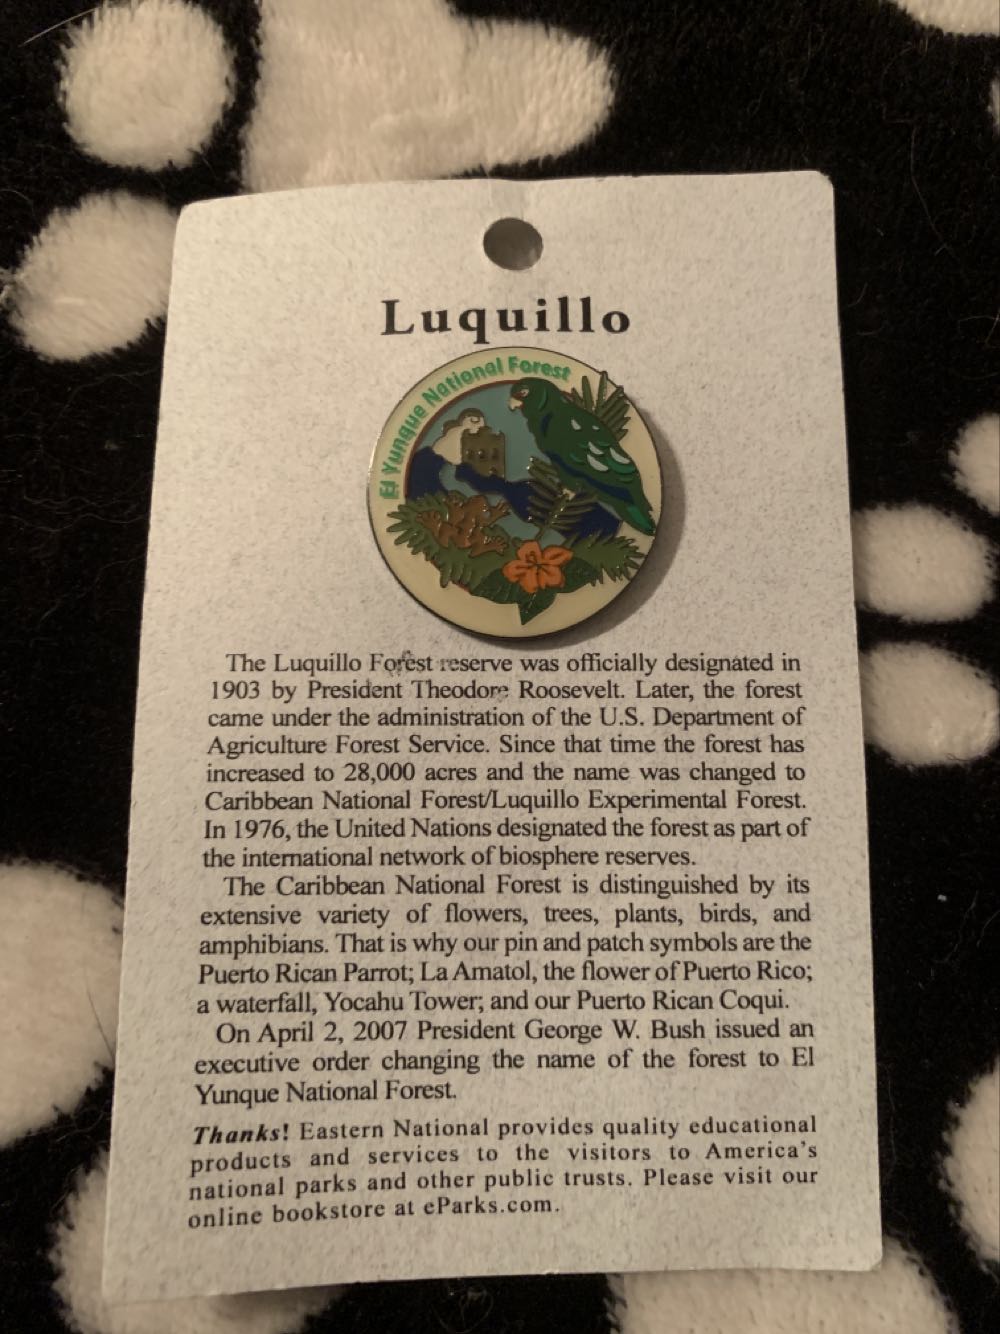 Luquillo
El Yunque National Forest
The Luquillo Forest reserve was officially designated in
1903 by President Theodore Roosevelt. Later, the forest
came under the administration of the U.S. Department of
Agriculture Forest Service. Since that time the forest has
increased to 28,000 acres and the name was changed to
Caribbean National Forest/Luquillo Experimental Forest.
In 1976, the United Nations designated the forest as part of
the international network of biosphere reserves.
The Caribbean National Forest is distinguished by its
extensive variety of flowers, trees, plants, birds, and
amphibians. That is why our pin and patch symbols are the
Puerto Rican Parrot; La Amatol, the flower of Puerto Rico;
a waterfall, Yocahu Tower; and our Puerto Rican Coqui.
On April 2, 2007 President George W. Bush issued an
executive order changing the name of the forest to El
Yunque National Forest.
Thanks! Eastern National provides quality educational
products and services to the visitors to America's
national parks and other public trusts. Please visit our
online bookstore at eParks.com.